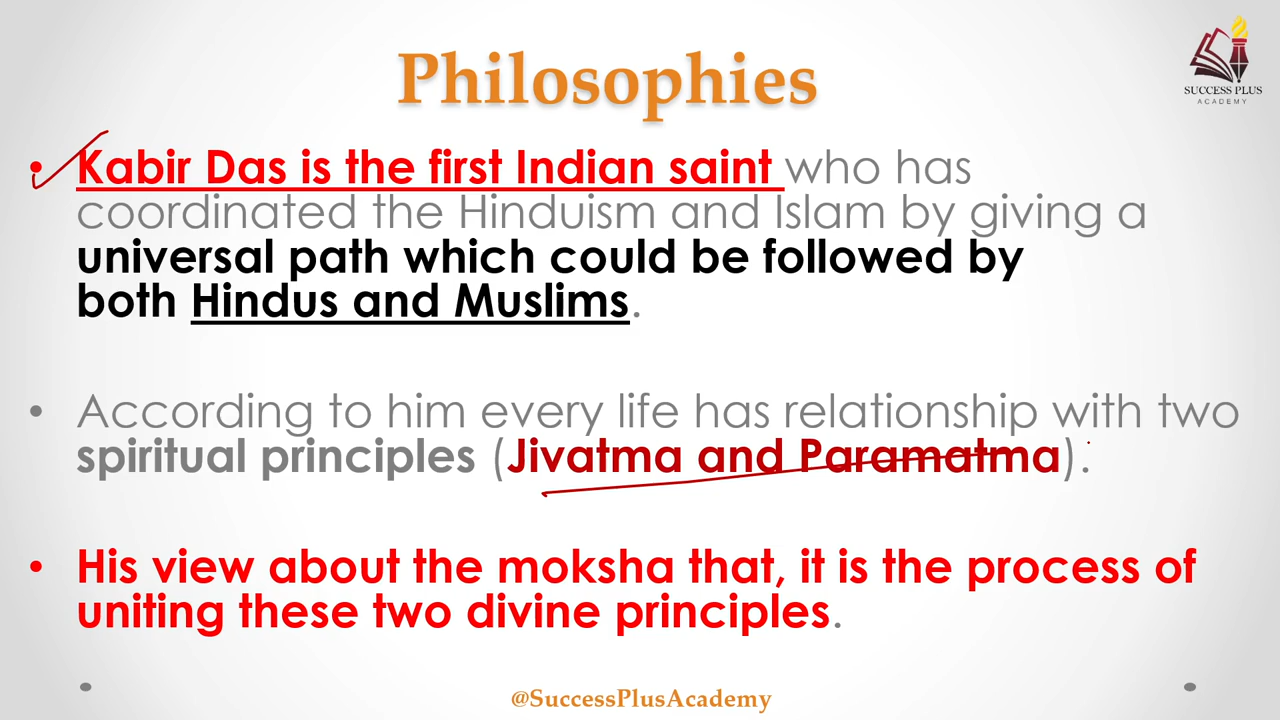 Philosophies
SUCCESS PLUS
ACADEMY
• Kabir Das is the first Indian saint who has
coordinated the Hinduism and Islam by giving a
universal path which could be followed by
both Hindus and Muslims.
• According to him every life has relationship with two
spiritual principles (Jivatma and Paramatma).
• His view about the moksha that, it is the process of
uniting these two divine principles.
@SuccessPlusAcademy